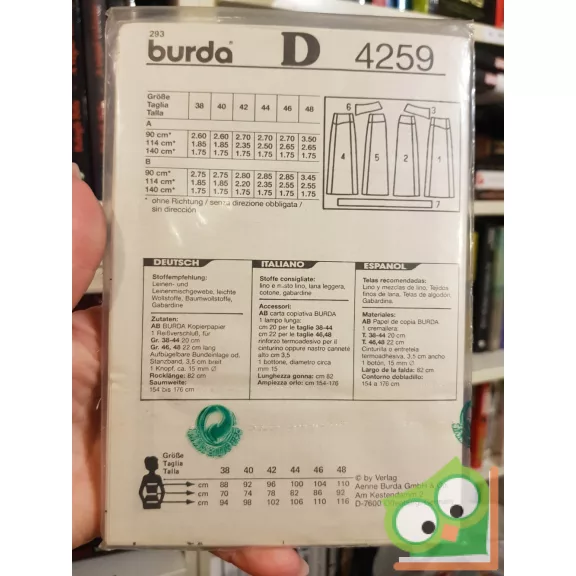 293
burda® D 4259
Größe
Taglia
Talla
38 40 42 44 46 48
A
90 cm* 2.60 2.60 2.70 2.70 2.70 3.50
114 cm* 1.85 1.85 2.35 2.50 2.65 2.65
140 cm* 1.75 1.75 1.75 1.75 1.75 1.75
B
90 cm* 2.75 2.75 2.80 2.85 2.85 3.45
114 cm* 1.85 1.85 2.20 2.35 2.55 2.55
140 cm* 1.75 1.75 1.75 1.75 1.75 1.75
* ohne Richtung / senza direzione obbligata /
sin dirección
6 3
4 5 2 1
7
DEUTSCH
Stoffempfehlung:
Leinen- und
Leinenmischgewebe, leichte
Wollstoffe, Baumwollstoffe,
Gabardine
Zutaten:
AB BURDA Kopierpapier
1 Reißverschluß, für
Gr. 38-44 20 cm
Gr. 46, 48 22 cm lang
Aufbügelbare Bundeinlage od.
Stanzband, 3,5 cm breit
1 Knopf, ca. 15 mm Ø
Rocklänge: 82 cm
Saumweite:
154 bis 176 cm
ITALIANO
Stoffe consigliate:
lino e misto lino, lana leggera,
cotone, gabardine
Accessori:
AB carta copiativa BURDA
1 lampo lunga:
cm 20 per le taglie 38-44
cm 22 per le taglie 46,48
rinforzo termoadesivo per il
cinturino oppure nastro canneté
alto cm 3,5
1 bottone, diametro circa
mm 15
Lunghezza gonna: cm 82
Ampiezza orlo: cm 154-176
ESPAÑOL
Telas recomendadas:
Lino y mezclas de lino, Tejidos
finos de lana, Telas de algodón,
Gabardine.
Materiales:
AB Papel de copia BURDA
1 cremallera:
T. 38-44 20 cm
T. 46,48 22 cm
Cinturilla o entretela
termoadhesiva, 3,5 cm ancho
1 botón, 15 mm Ø
Largo de la falda: 82 cm
Contorno dobladillo:
154 a 176 cm
Größe
Taglia
Talla
38 40 42 44 46 48
cm 88 92 96 100 104 110
cm 70 74 78 82 86 92
cm 94 98 102 106 110 116
© by Verlag
Aenne Burda GmbH &
Am Kestendamm
D-7600